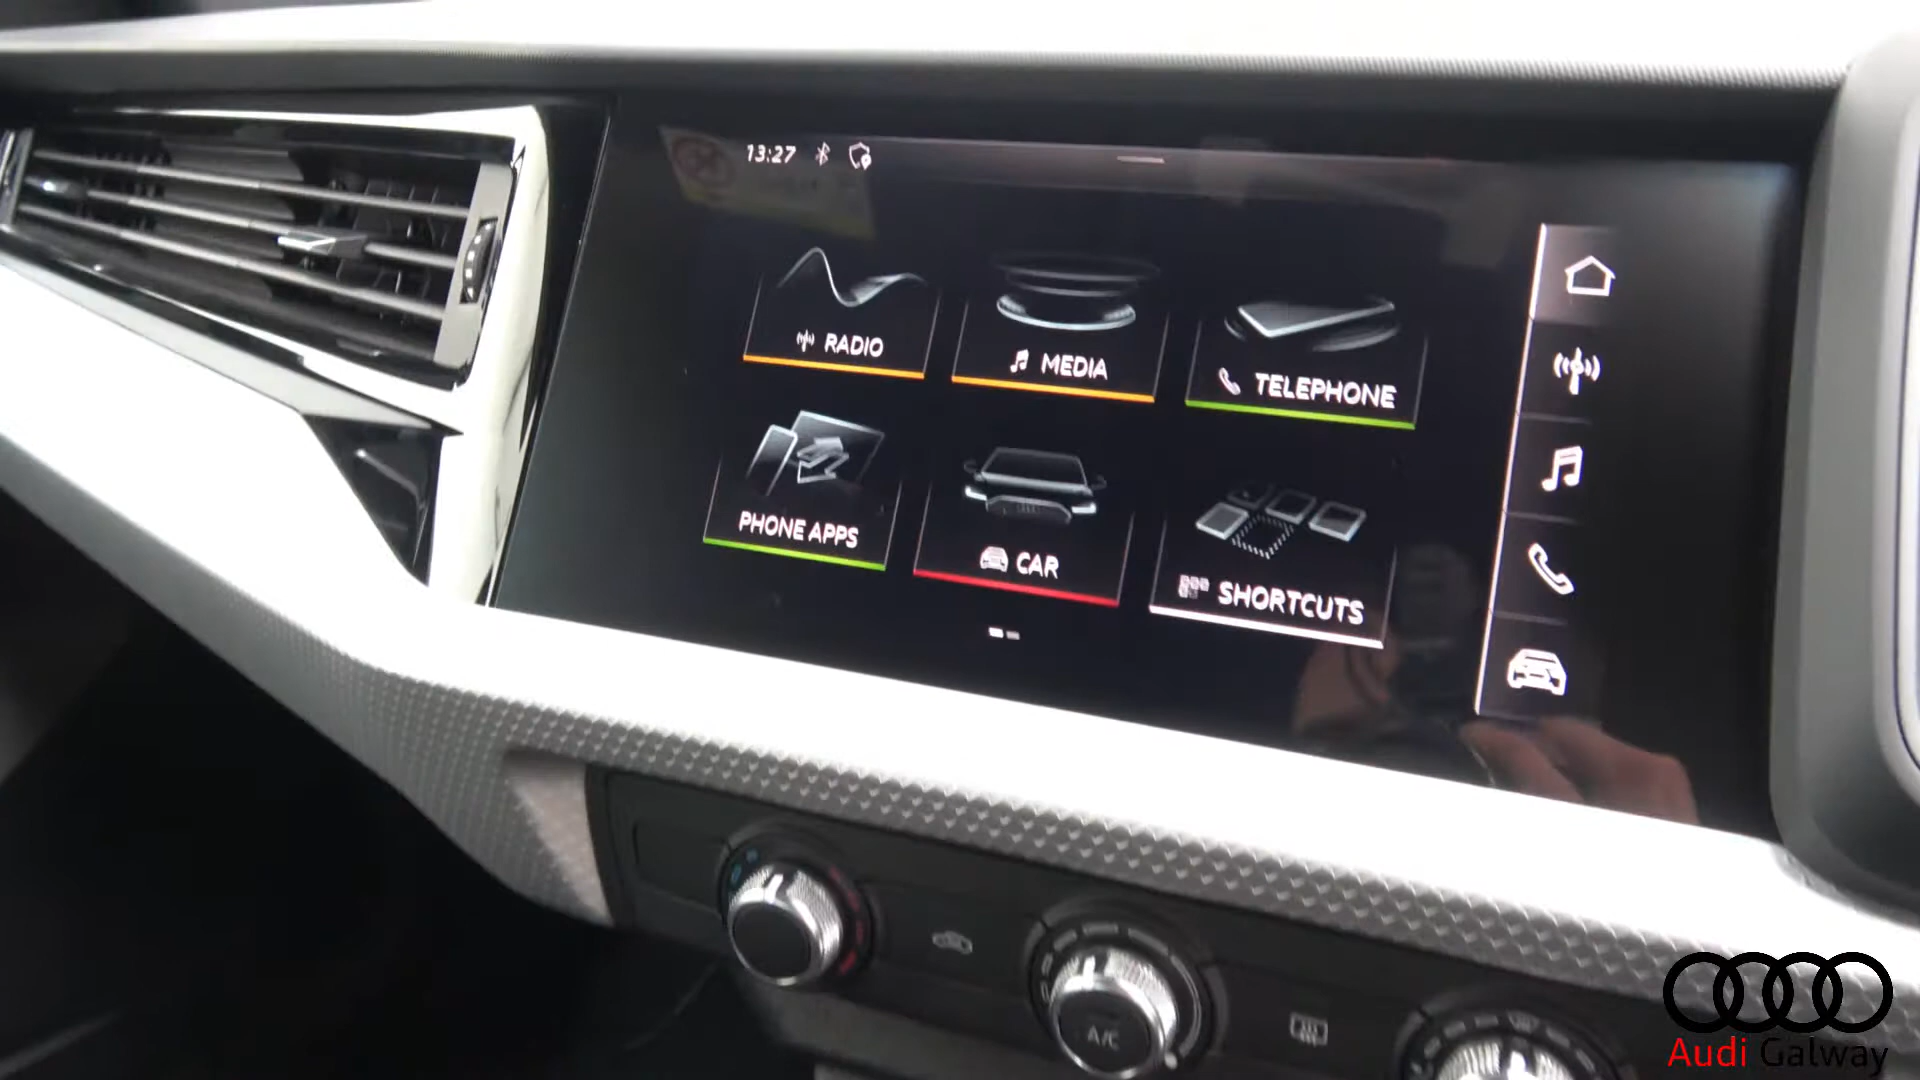 13:27
RADIO
MEDIA
TELEPHONE
PHONE APPS
CAR
SHORTCUTS
A/C
Audi Galway